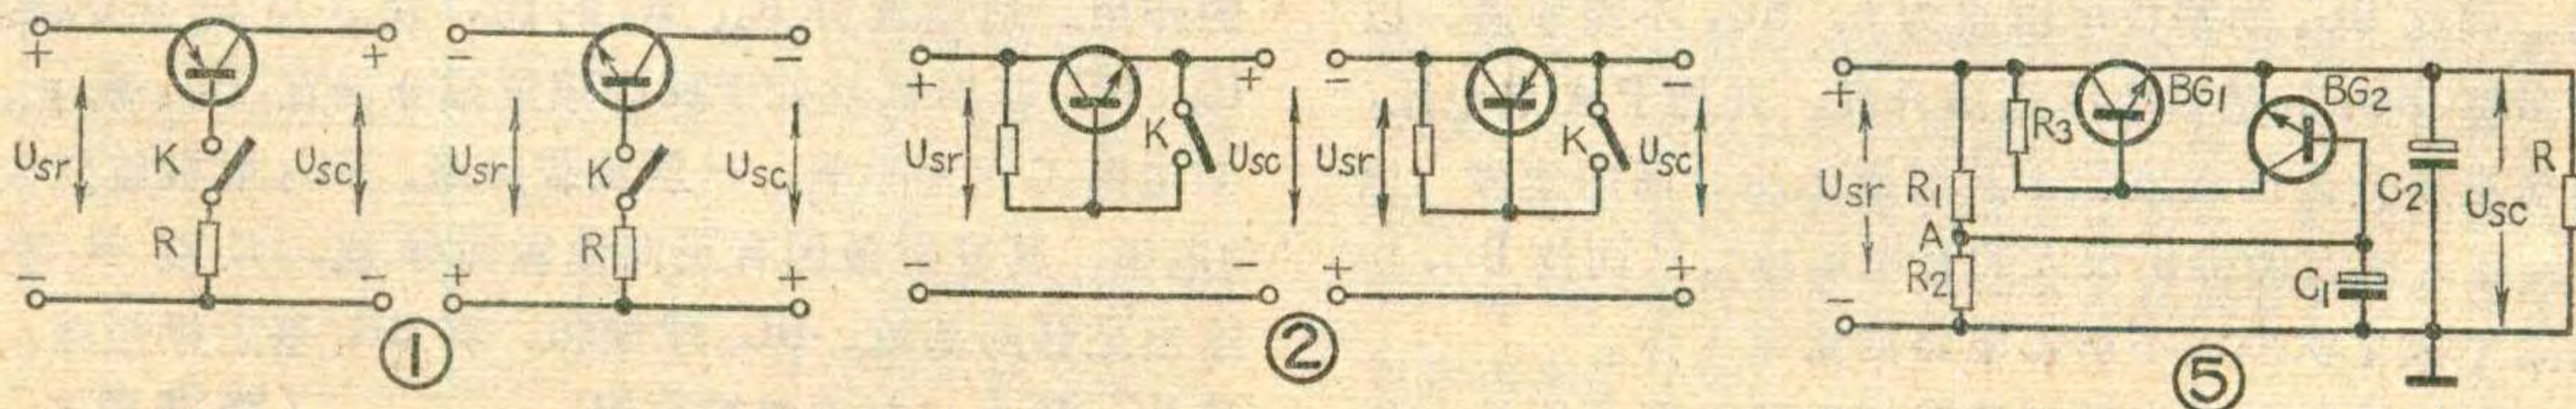 + + - -
Usr K Usc Usr K Usc
R R
- - + +
①
+ + - -
Usr K Usc Usr K Usc
- - + +
②
+ BG1 BG2
R3
Usr R1 C2 Usc R
A
R2 C1
-
⑤